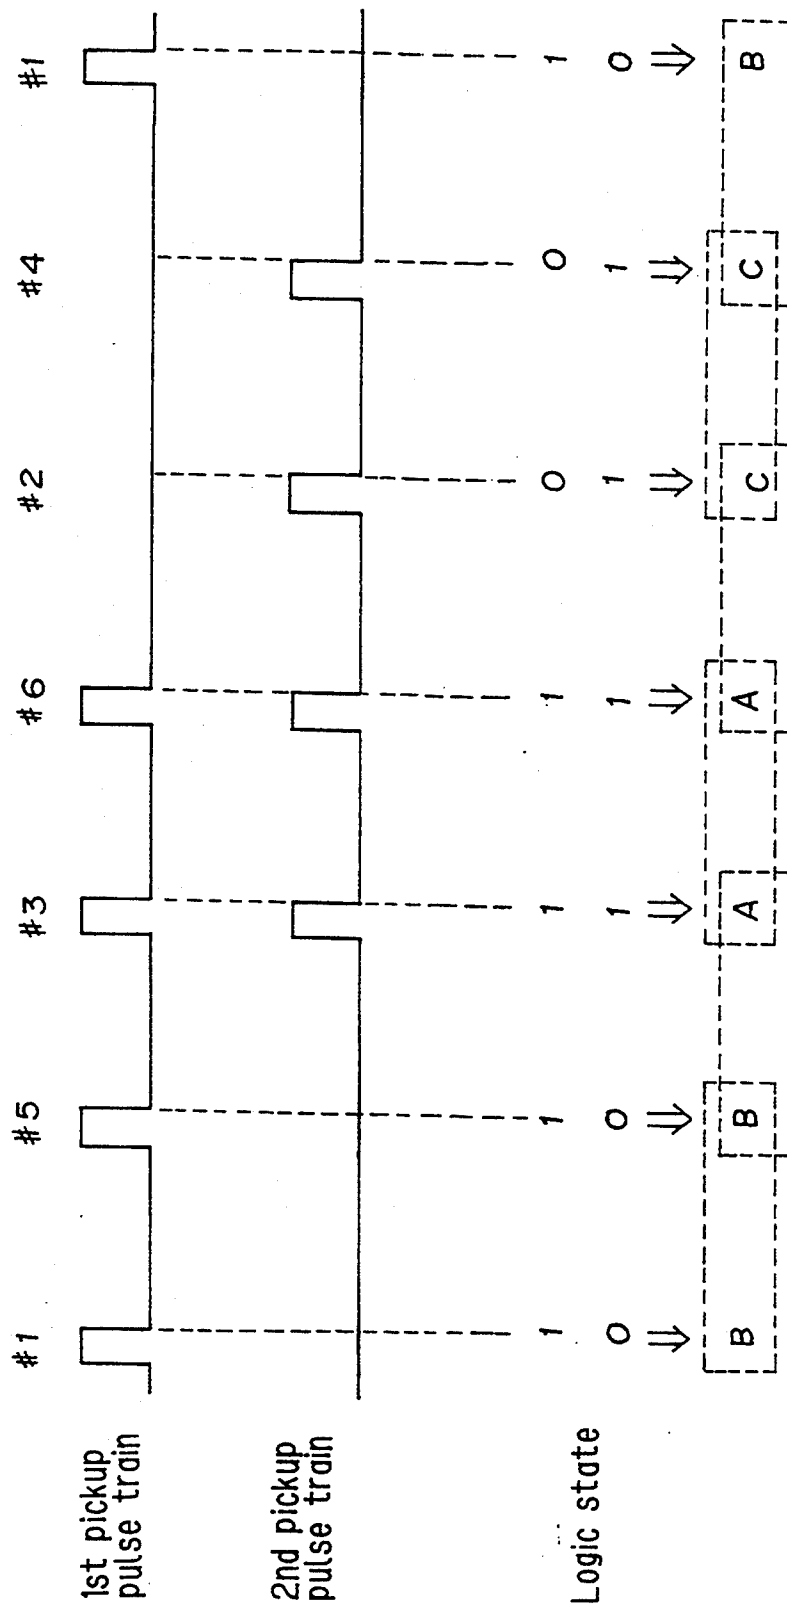 #1 #5 #3 #6 #2 #4 #1
1st pickup
pulse train
2nd pickup
pulse train
Logic state
1 1 1 1 0 0 1
0 0 1 1 1 1 0
B B A A C C B